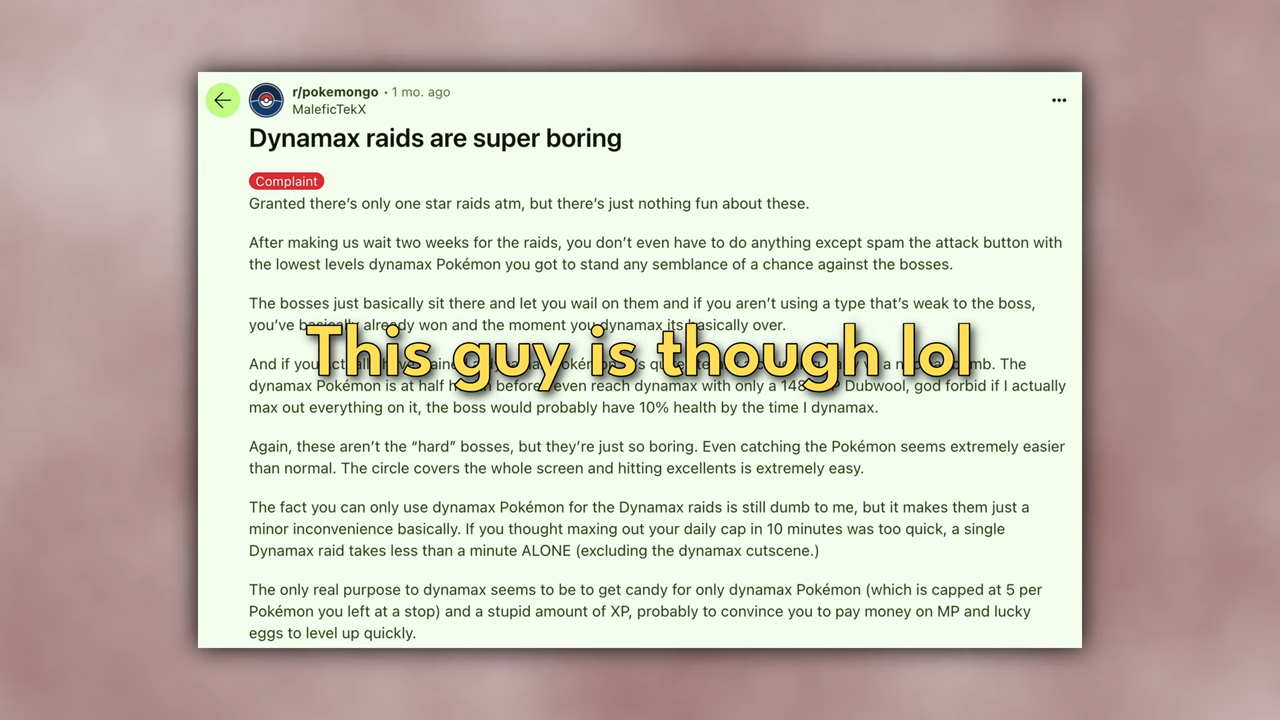 r/pokemongo • 1 mo. ago
MaleficTekX
Dynamax raids are super boring
Complaint
Granted there's only one star raids atm, but there's just nothing fun about these.
After making us wait two weeks for the raids, you don't even have to do anything except spam the attack button with
the lowest levels dynamax Pokémon you got to stand any semblance of a chance against the bosses.
The bosses just basically sit there and let you wail on them and if you aren't using a type that's weak to the boss,
you've basically already won and the moment you dynamax its basically over.
This guy is though lol
And if you The
dynamax Pokémon is at half before even reach dynamax with only a Dubwool, god forbid if I actually
max out everything on it, the boss would probably have 10% health by the time I dynamax.
Again, these aren't the “hard” bosses, but they're just so boring. Even catching the Pokémon seems extremely easier
than normal. The circle covers the whole screen and hitting excellents is extremely easy.
The fact you can only use dynamax Pokémon for the Dynamax raids is still dumb to me, but it makes them just a
minor inconvenience basically. If you thought maxing out your daily cap in 10 minutes was too quick, a single
Dynamax raid takes less than a minute ALONE (excluding the dynamax cutscene.)
The only real purpose to dynamax seems to be to get candy for only dynamax Pokémon (which is capped at 5 per
Pokémon you left at a stop) and a stupid amount of XP, probably to convince you to pay money on MP and lucky
eggs to level up quickly.